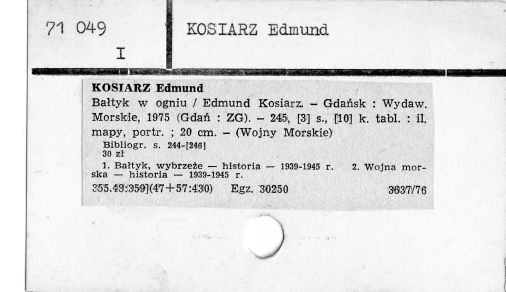 71 049
I
KOSIARZ Edmund
KOSIARZ Edmund
Bałtyk w ogniu / Edmund Kosiarz. — Gdańsk : Wydaw.
Morskie, 1975 (Gdań : ZG). — 245, [3] s., [10] k. tabl. : il.
mapy, portr. ; 20 cm. — (Wojny Morskie)
Bibliogr. s. 244-[246]
30 zł
1. Bałtyk, wybrzeże — historia — 1939-1945 r. 2. Wojna mor-
ska — historia — 1939-1945 r.
355.49:359](47+57:430) Egz. 30250 3637/76